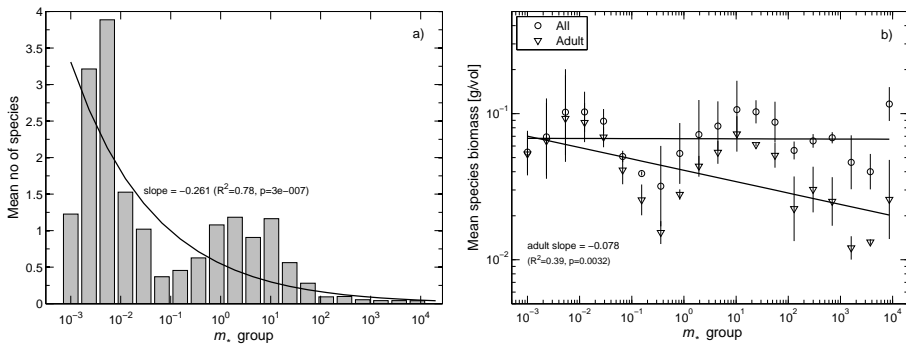 a)
4
3.5
3
2.5
2
1.5
1
0.5
0
Mean no of species
slope = −0.261 (R²=0.78, p=3e−007)
10⁻³ 10⁻² 10⁻¹ 10⁰ 10¹ 10² 10³ 10⁴
m* group
All
Adult
b)
10⁻¹
10⁻²
Mean species biomass [g/vol]
adult slope = −0.078
(R²=0.39, p=0.0032)
10⁻³ 10⁻² 10⁻¹ 10⁰ 10¹ 10² 10³ 10⁴
m* group